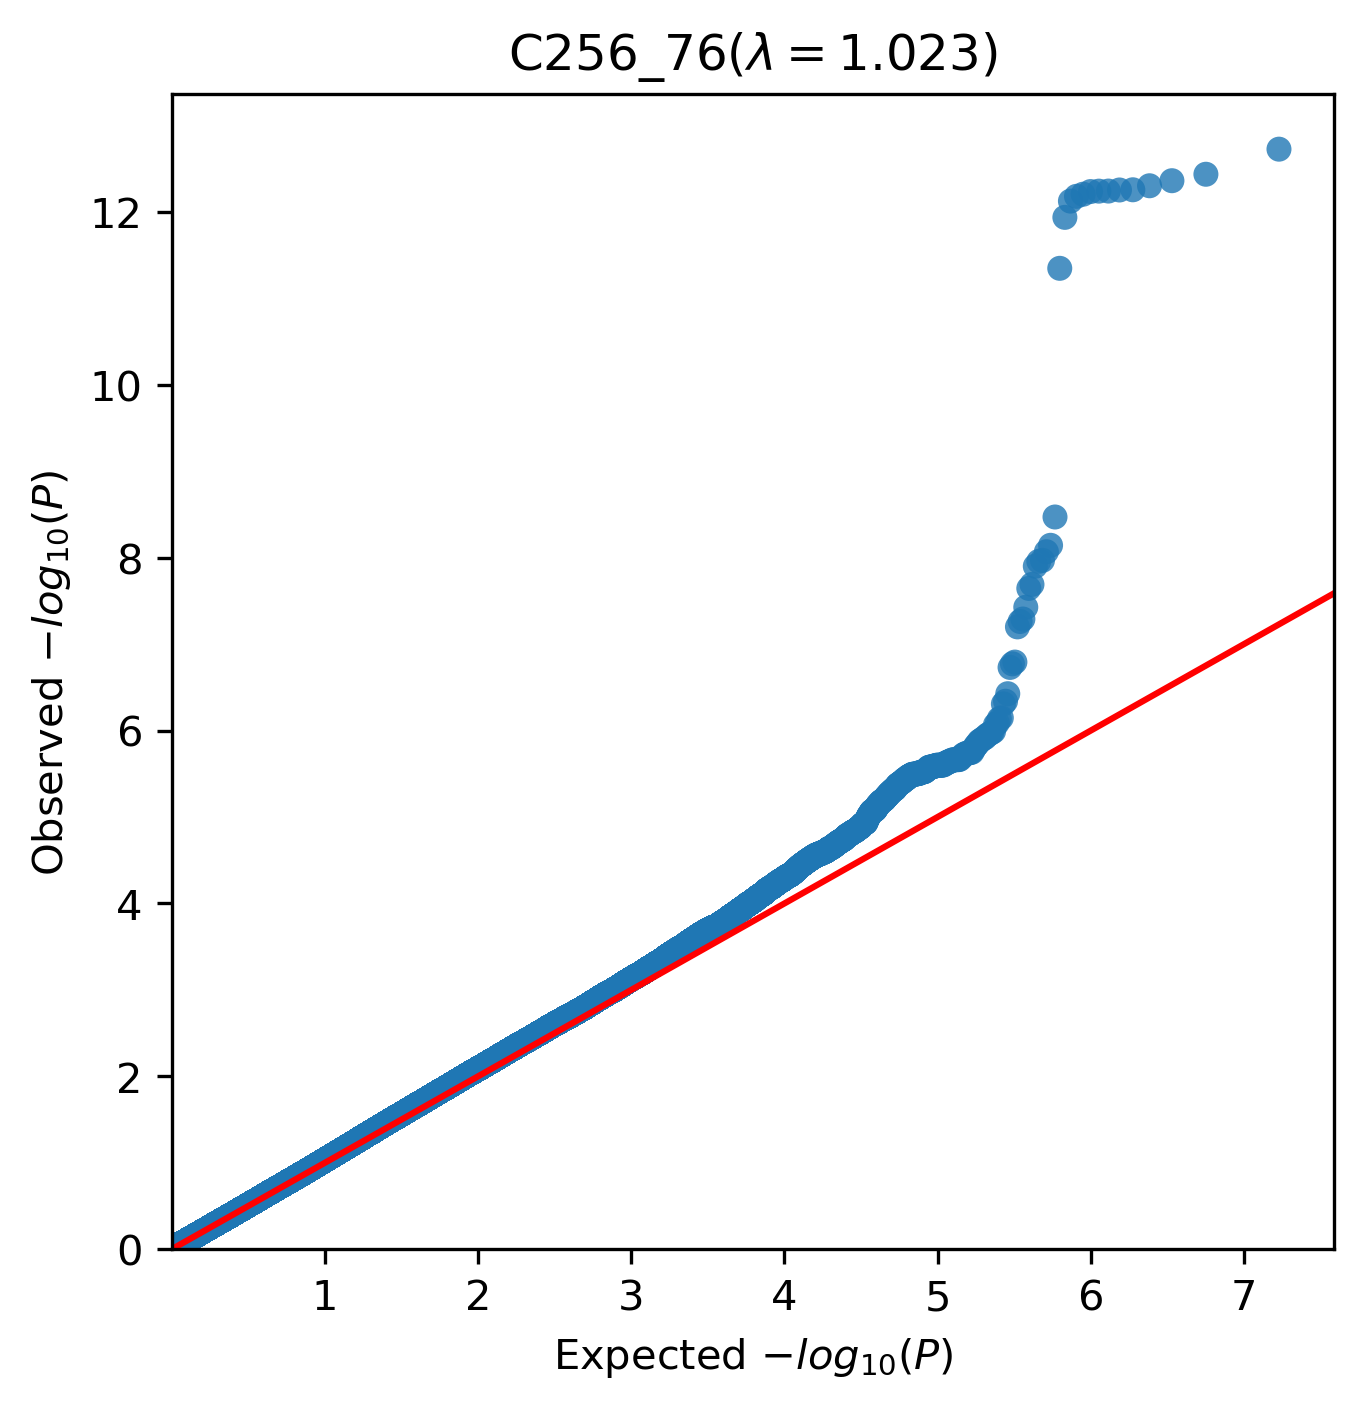 C256_76(λ = 1.023)
12
10
8
6
4
2
0
Observed −log₁₀(P)
1 2 3 4 5 6 7
Expected −log₁₀(P)